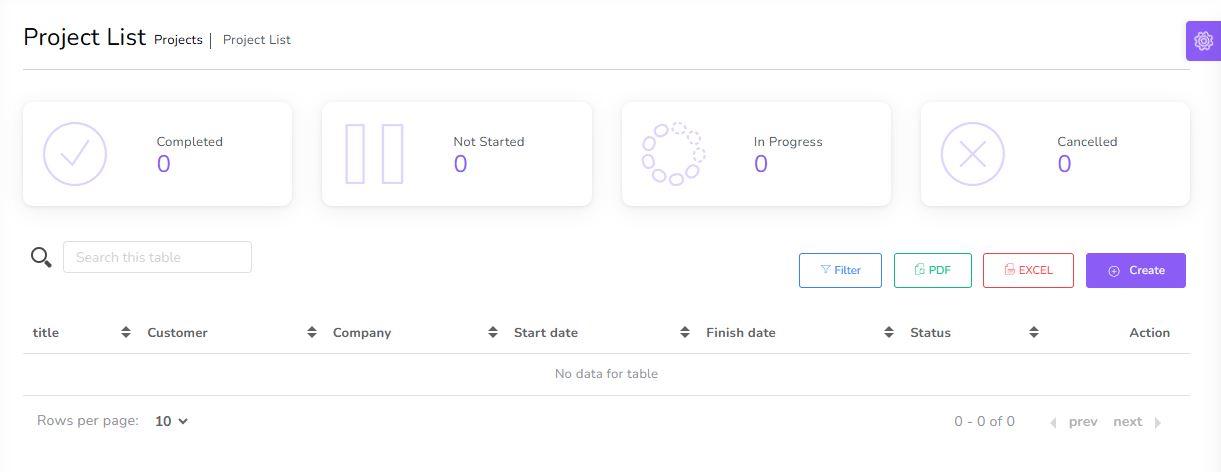 Project List Projects | Project List
Completed
0
Not Started
0
In Progress
0
Cancelled
0
Search this table
Filter PDF EXCEL Create
title Customer Company Start date Finish date Status Action
No data for table
Rows per page: 10 0 - 0 of 0 prev next